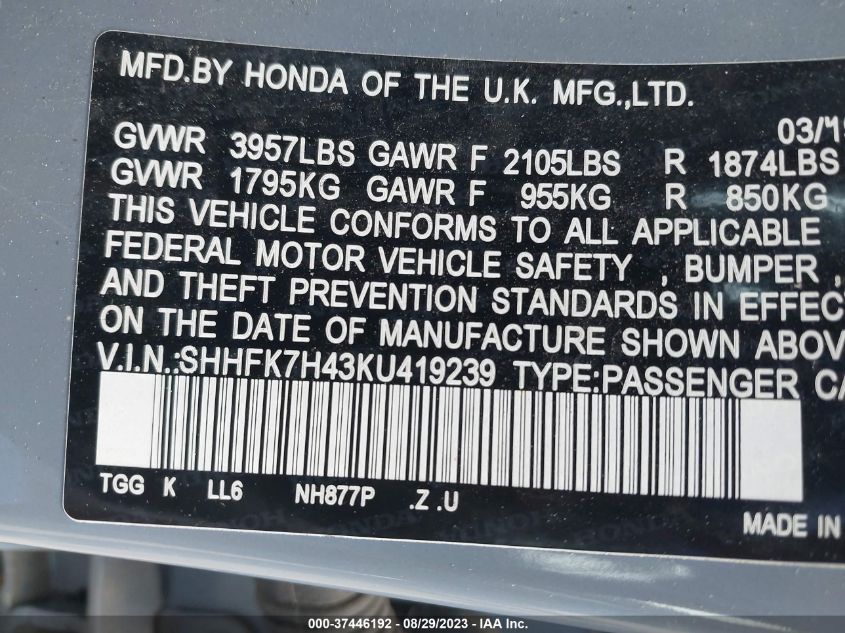 MFD.BY HONDA OF THE U.K. MFG.,LTD.
03/19
GVWR 3957LBS GAWR F 2105LBS R 1874LBS
GVWR 1795KG GAWR F 955KG R 850KG
THIS VEHICLE CONFORMS TO ALL APPLICABLE
FEDERAL MOTOR VEHICLE SAFETY , BUMPER ,
AND THEFT PREVENTION STANDARDS IN EFFEC
ON THE DATE OF MANUFACTURE SHOWN ABOV
V.I.N.:SHHFK7H43KU419239 TYPE:PASSENGER CA
TGG K LL6 NH877P .Z .U
MADE IN
000-37446192 - 08/29/2023 - IAA Inc.